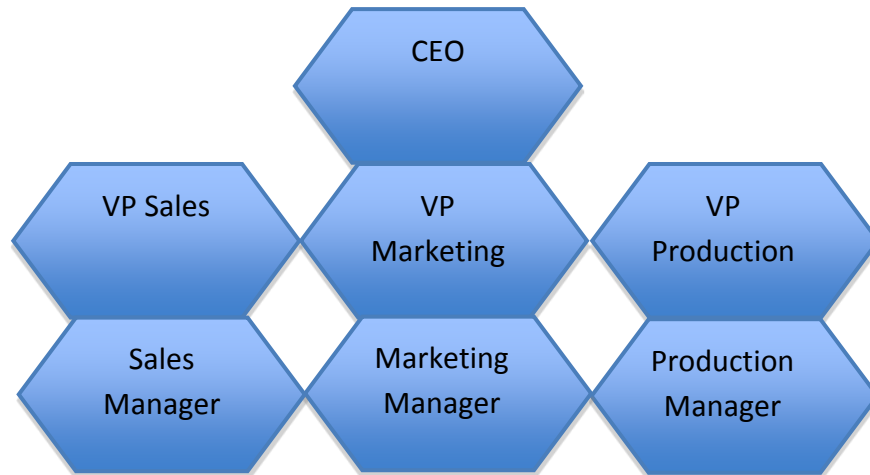 CEO
VP Sales
VP
Marketing
VP
Production
Sales
Manager
Marketing
Manager
Production
Manager